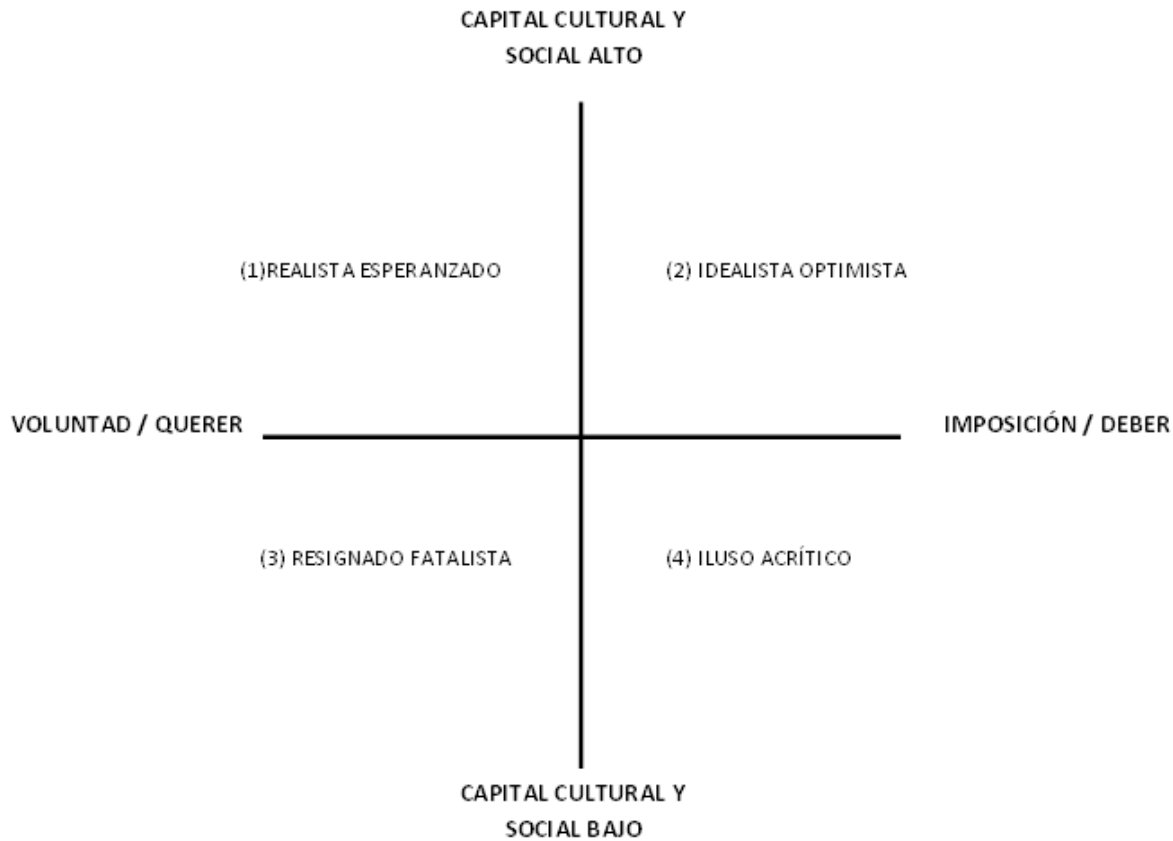 CAPITAL CULTURAL Y
SOCIAL ALTO
(1)REALISTA ESPERANZADO
(2) IDEALISTA OPTIMISTA
VOLUNTAD / QUERER
IMPOSICIÓN / DEBER
(3) RESIGNADO FATALISTA
(4) ILUSO ACRÍTICO
CAPITAL CULTURAL Y
SOCIAL BAJO